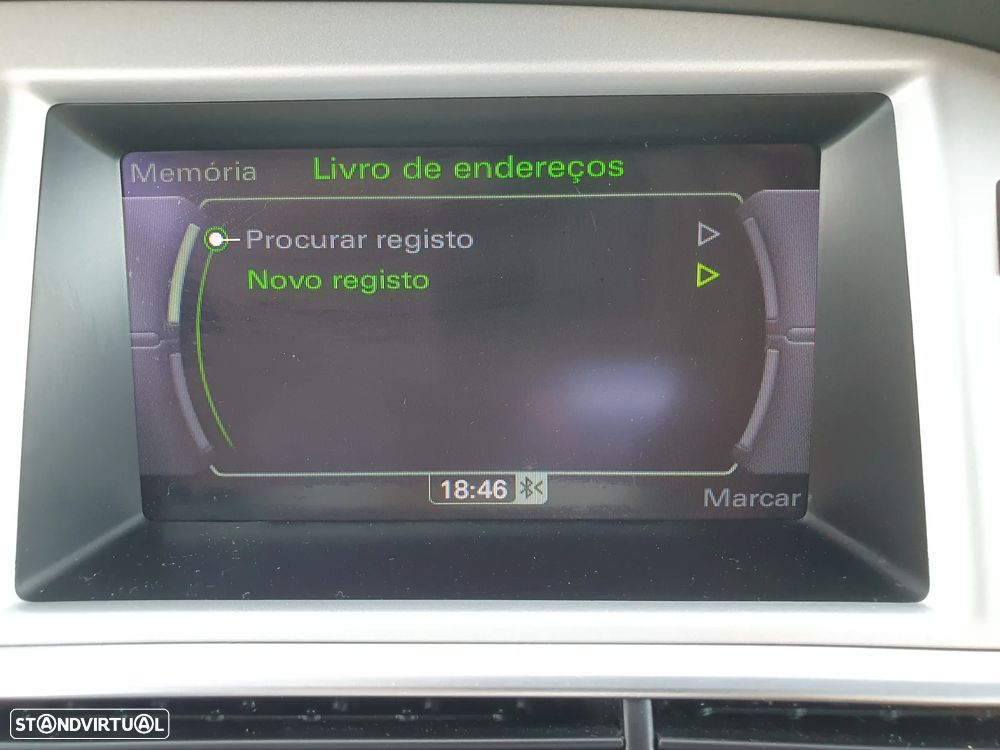 Memória
Livro de endereços
Procurar registo
Novo registo
18:46
Marcar
STANDVIRTUAL